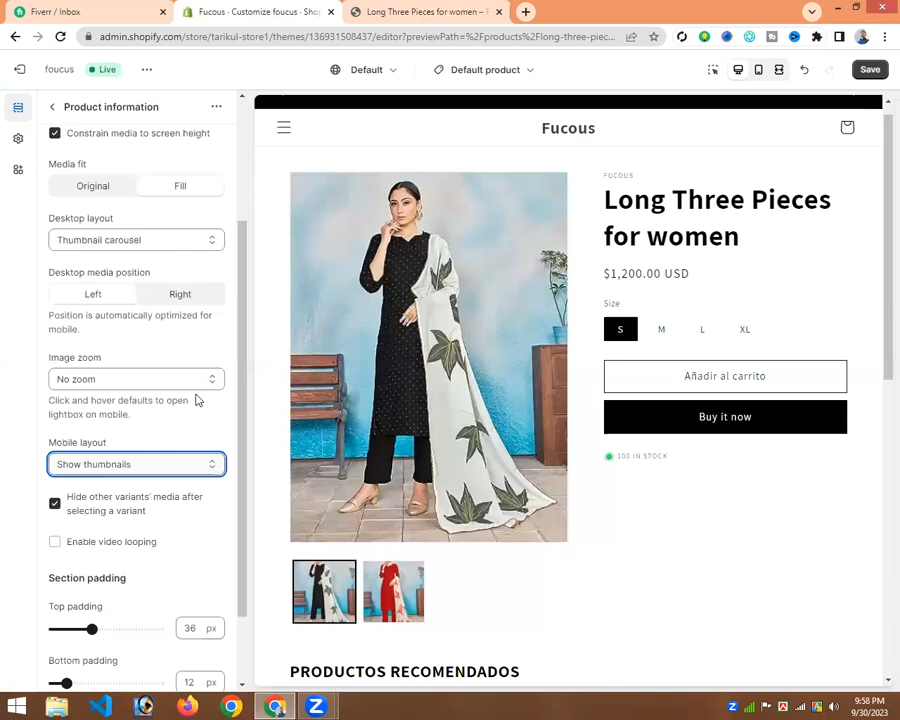 Fiverr / Inbox
Fucous · Customize foucus · Shop
Long Three Pieces for women – F
admin.shopify.com/store/tarikul-store1/themes/136931508437/editor?previewPath=%2Fproducts%2Flong-three-piec...
foucus
Live
Default
Default product
Save
Product information
Constrain media to screen height
Media fit
Original
Fill
Desktop layout
Thumbnail carousel
Desktop media position
Left
Right
Position is automatically optimized for
mobile.
Image zoom
No zoom
Click and hover defaults to open
lightbox on mobile.
Mobile layout
Show thumbnails
Hide other variants’ media after
selecting a variant
Enable video looping
Section padding
Top padding
36 px
Bottom padding
12 px
Fucous
FUCOUS
Long Three Pieces
for women
$1,200.00 USD
Size
S
M
L
XL
Añadir al carrito
Buy it now
100 IN STOCK
PRODUCTOS RECOMENDADOS
9:58 PM
9/30/2023